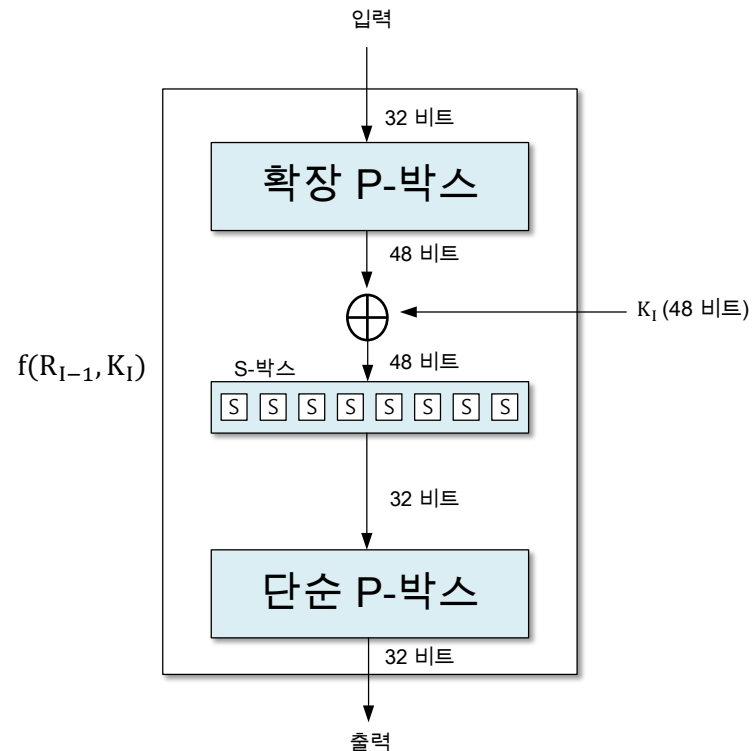 입력
32 비트
확장 P-박스
48 비트
K_I (48 비트)
f(R_{I−1}, K_I)
48 비트
S-박스
S S S S S S S S
32 비트
단순 P-박스
32 비트
출력